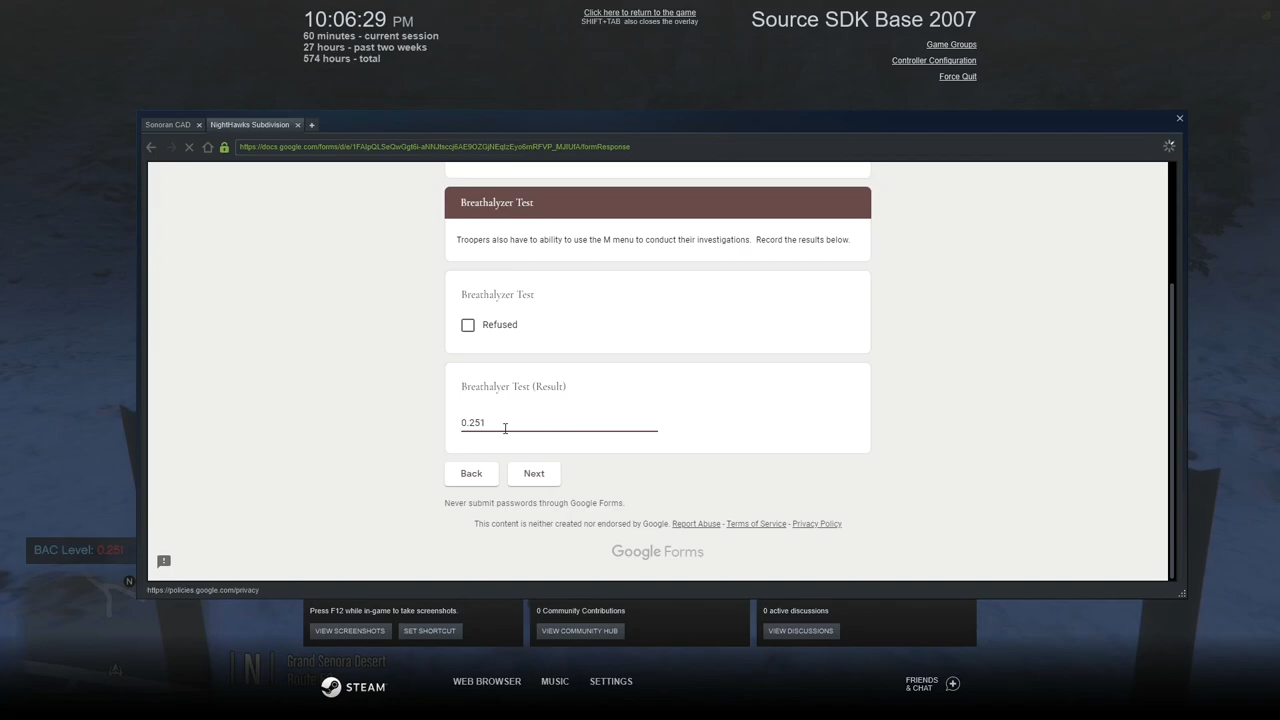 10:06:29 PM
60 minutes - current session
27 hours - past two weeks
574 hours - total
Click here to return to the game
SHIFT+TAB also closes the overlay
Source SDK Base 2007
Game Groups
Controller Configuration
Force Quit
Sonoran CAD
NightHawks Subdivision
Breathalyzer Test
Troopers also have to ability to use the M menu to conduct their investigations. Record the results below.
Breathalyzer Test
Refused
Breathalyer Test (Result)
0.251
Back
Next
Never submit passwords through Google Forms.
This content is neither created nor endorsed by Google. Report Abuse - Terms of Service - Privacy Policy
Google Forms
BAC Level: 0.251
N
https://policies.google.com/privacy
Press F12 while in-game to take screenshots.
VIEW SCREENSHOTS
SET SHORTCUT
0 Community Contributions
VIEW COMMUNITY HUB
0 active discussions
VIEW DISCUSSIONS
N
Grand Senora Desert
Route
STEAM
WEB BROWSER
MUSIC
SETTINGS
FRIENDS
& CHAT